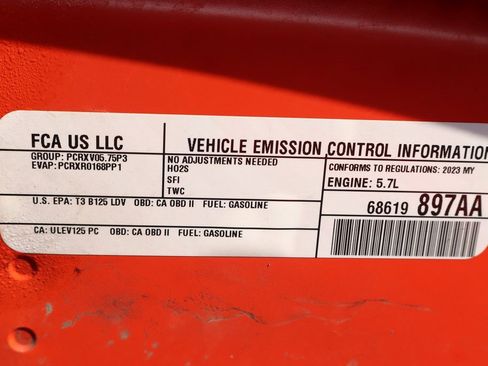 FCA US LLC
GROUP: PCRXV05.75P3
EVAP: PCRXR0168PP1
VEHICLE EMISSION CONTROL INFORMATION
NO ADJUSTMENTS NEEDED
HO2S
SFI
TWC
CONFORMS TO REGULATIONS: 2023 MY
ENGINE: 5.7L
U.S. EPA: T3 B125 LDV OBD: CA OBD II FUEL: GASOLINE
68619 897AA
CA: ULEV125 PC OBD: CA OBD II FUEL: GASOLINE